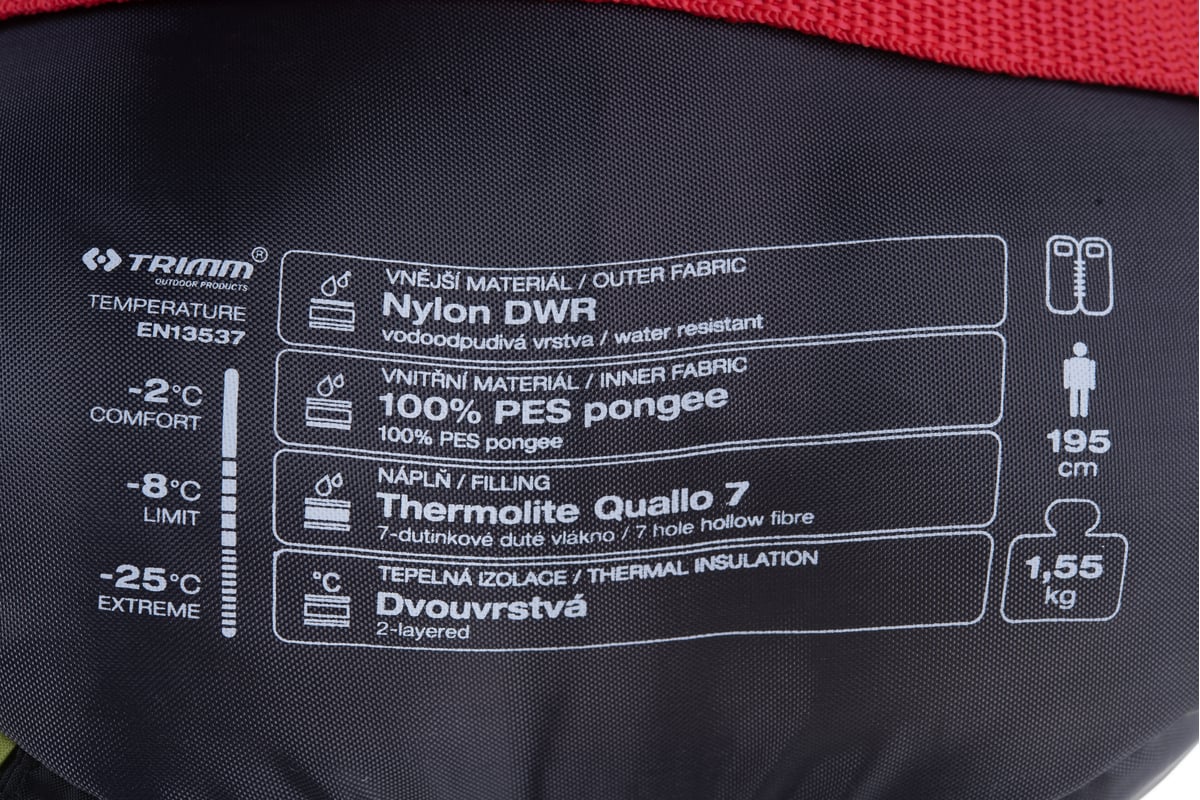 TRIMM®
OUTDOOR PRODUCTS
TEMPERATURE
EN13537
-2°C
COMFORT
-8°C
LIMIT
-25°C
EXTREME
VNĚJŠÍ MATERIÁL / OUTER FABRIC
Nylon DWR
vodoodpudivá vrstva / water resistant
VNITŘNÍ MATERIÁL / INNER FABRIC
100% PES pongee
100% PES pongee
NÁPLŇ / FILLING
Thermolite Quallo 7
7-dutinkové duté vlákno / 7 hole hollow fibre
°C
TEPELNÁ IZOLACE / THERMAL INSULATION
Dvouvrstvá
2-layered
195
cm
1,55
kg